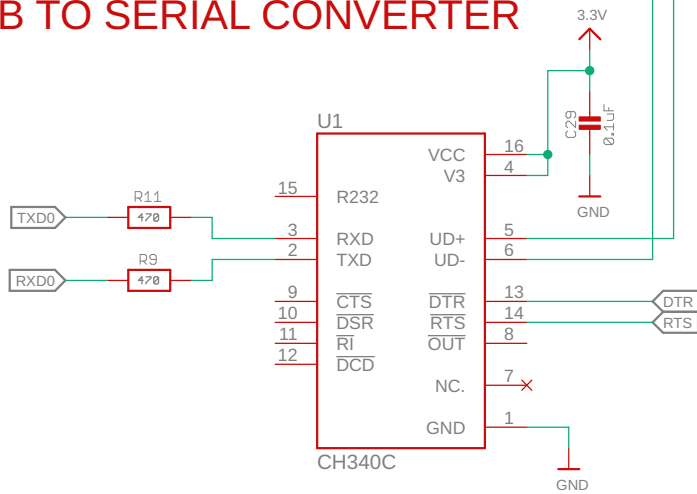 B TO SERIAL CONVERTER
3.3V
C29
0.1uF
GND
U1
VCC 16
V3 4
15 R232
TXD0 R11 470
3 RXD
UD+ 5
2 TXD
UD- 6
RXD0 R9 470
9 CTS
DTR 13 DTR
10 DSR
RTS 14 RTS
11 RI
OUT 8
12 DCD
NC. 7
GND 1
CH340C
GND